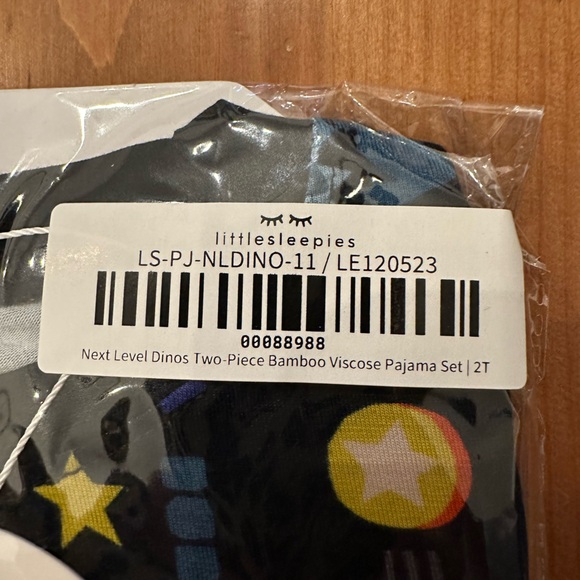 littlesleepies
LS-PJ-NLDINO-11 / LE120523
00088988
Next Level Dinos Two-Piece Bamboo Viscose Pajama Set | 2T